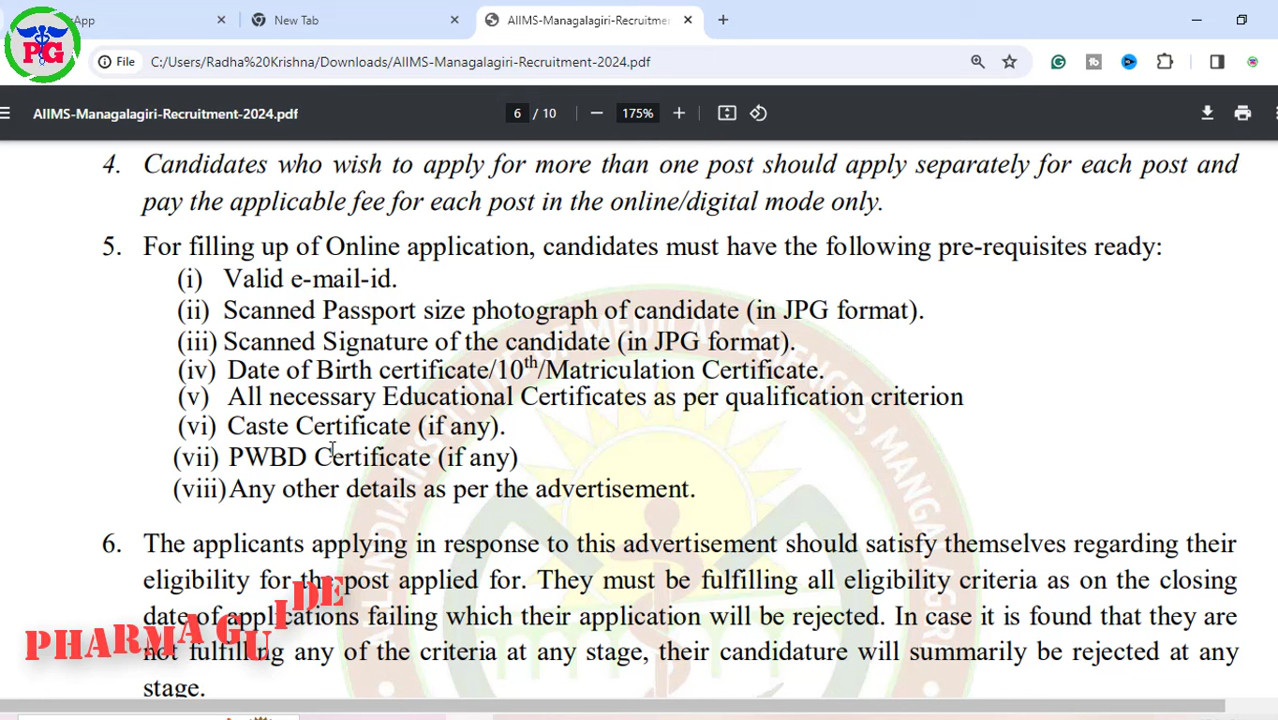 App
New Tab
AIIMS-Managalagiri-Recruitme
PG
File
C:/Users/Radha%20Krishna/Downloads/AIIMS-Managalagiri-Recruitment-2024.pdf
AIIMS-Managalagiri-Recruitment-2024.pdf
6 / 10
175%
4. Candidates who wish to apply for more than one post should apply separately for each post and
pay the applicable fee for each post in the online/digital mode only.
5. For filling up of Online application, candidates must have the following pre-requisites ready:
(i) Valid e-mail-id.
(ii) Scanned Passport size photograph of candidate (in JPG format).
(iii) Scanned Signature of the candidate (in JPG format).
(iv) Date of Birth certificate/10th/Matriculation Certificate.
(v) All necessary Educational Certificates as per qualification criterion
(vi) Caste Certificate (if any).
(vii) PWBD Certificate (if any)
(viii) Any other details as per the advertisement.
6. The applicants applying in response to this advertisement should satisfy themselves regarding their
eligibility for the post applied for. They must be fulfilling all eligibility criteria as on the closing
date of applications failing which their application will be rejected. In case it is found that they are
not fulfilling any of the criteria at any stage, their candidature will summarily be rejected at any
stage.
PHARMA GUIDE